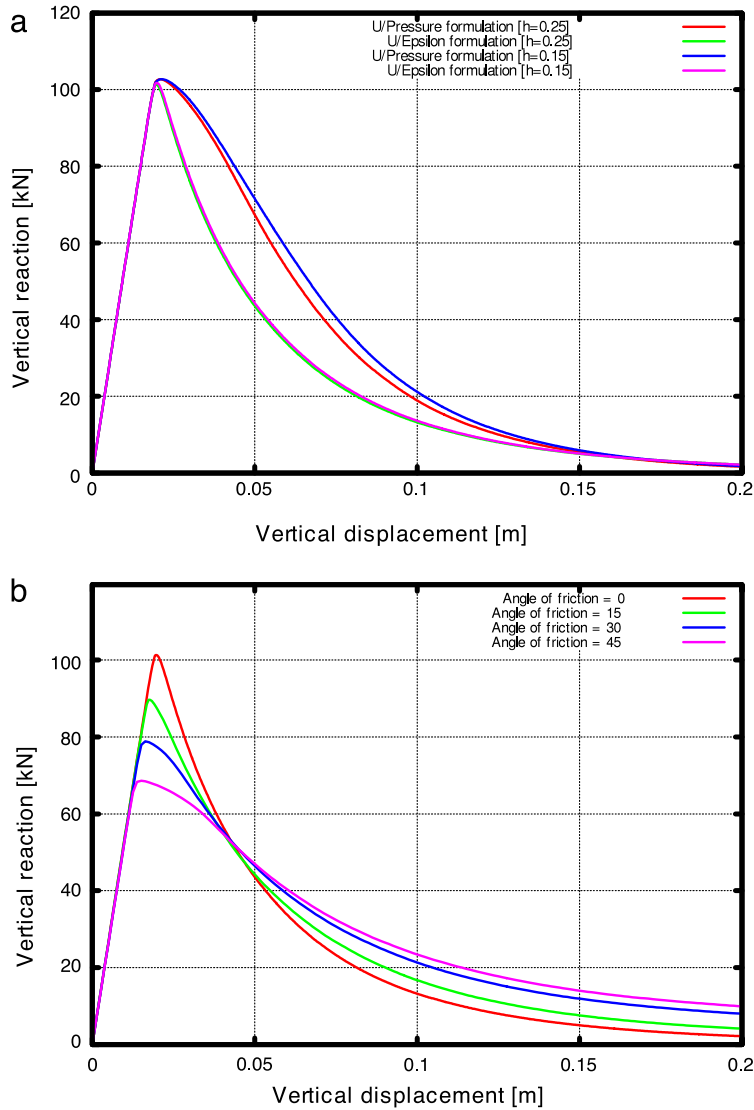 a
U/Pressure formulation [h=0.25]
U/Epsilon formulation [h=0.25]
U/Pressure formulation [h=0.15]
U/Epsilon formulation [h=0.15]
120
100
80
60
40
20
0
Vertical reaction [kN]
0
0.05
0.1
0.15
0.2
Vertical displacement [m]
b
Angle of friction = 0
Angle of friction = 15
Angle of friction = 30
Angle of friction = 45
100
80
60
40
20
0
Vertical reaction [kN]
0
0.05
0.1
0.15
0.2
Vertical displacement [m]